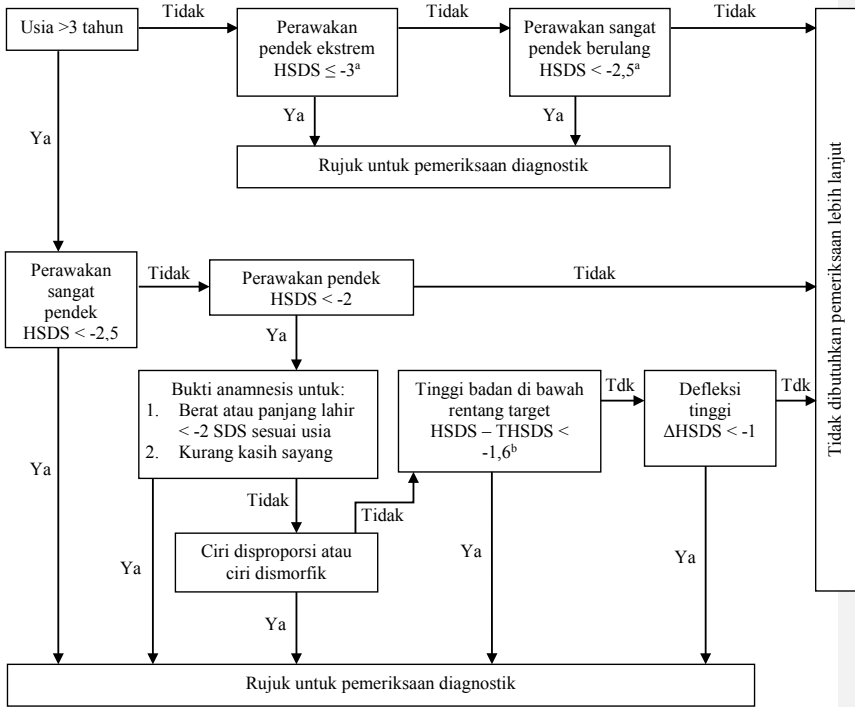 Usia >3 tahun
Tidak
Perawakan
pendek ekstrem
HSDS ≤ -3ᵃ
Tidak
Perawakan sangat
pendek berulang
HSDS < -2,5ᵃ
Tidak
Ya
Ya
Ya
Rujuk untuk pemeriksaan diagnostik
Tidak dibutuhkan pemeriksaan lebih lanjut
Perawakan
sangat
pendek
HSDS < -2,5
Tidak
Perawakan pendek
HSDS < -2
Tidak
Ya
Bukti anamnesis untuk:
1. Berat atau panjang lahir
< -2 SDS sesuai usia
2. Kurang kasih sayang
Tinggi badan di bawah
rentang target
HSDS – THSDS <
-1,6ᵇ
Tdk
Defleksi
tinggi
ΔHSDS < -1
Tdk
Ya
Tidak
Tidak
Ciri disproporsi atau
ciri dismorfik
Ya
Ya
Ya
Ya
Rujuk untuk pemeriksaan diagnostik